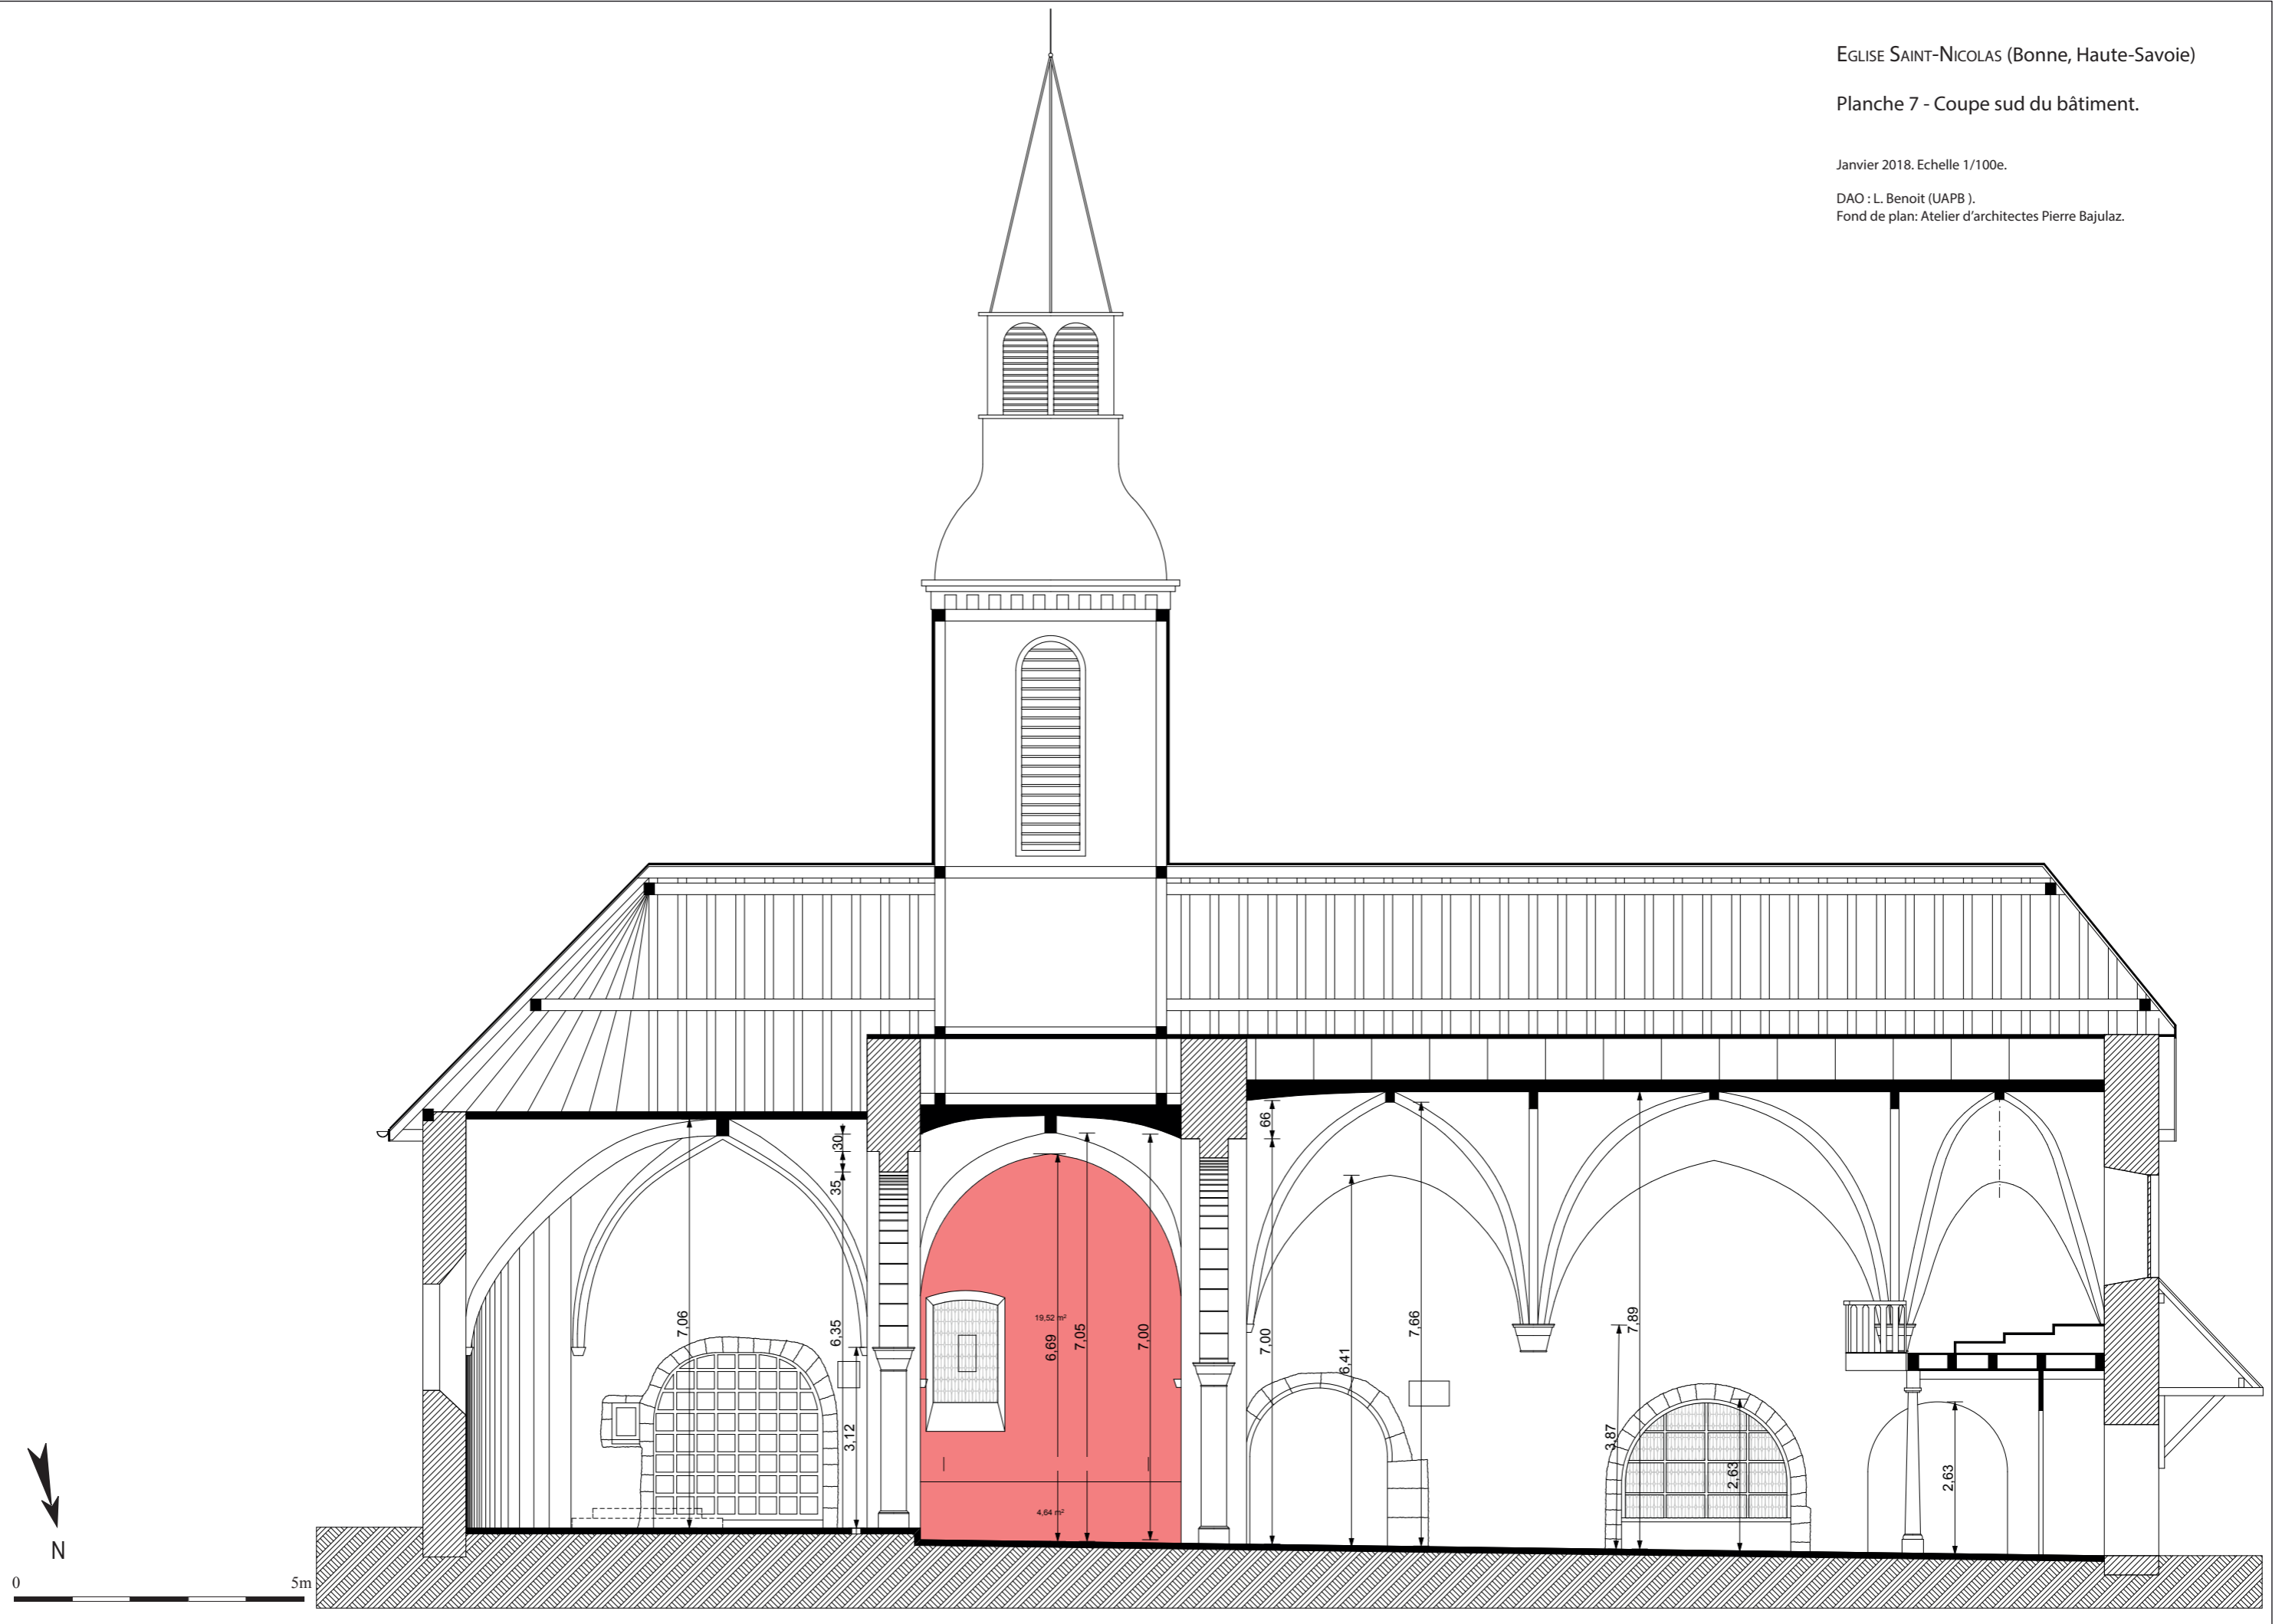 EGLISE SAINT-NICOLAS (Bonne, Haute-Savoie)
Planche 7 - Coupe sud du bâtiment.
Janvier 2018. Echelle 1/100e.
DAO : L. Benoit (UAPB ).
Fond de plan: Atelier d'architectes Pierre Bajulaz.
30
35
66
7,06
6,35
3,12
19,52 m²
6,69
7,05
7,00
4,64 m²
7,00
6,41
7,66
7,89
3,87
2,63
2,63
N
0
5m